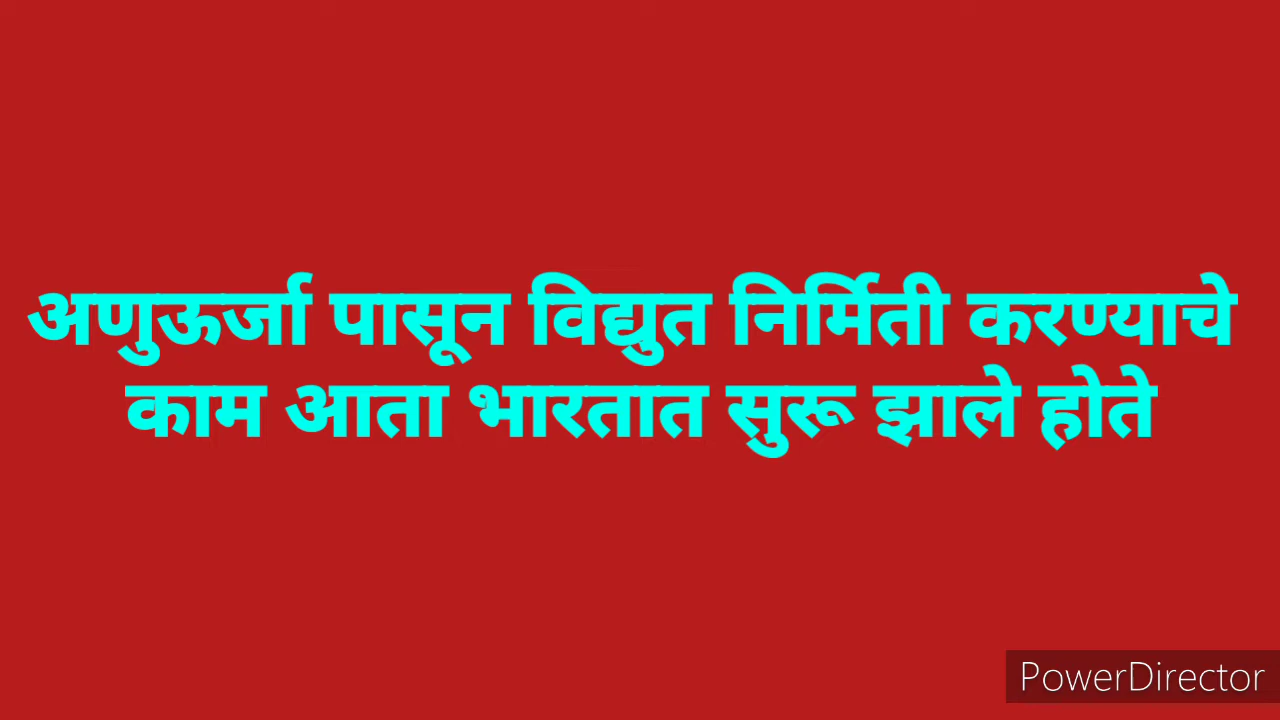 अणुऊर्जा पासून विद्युत निर्मिती करण्याचे
काम आता भारतात सुरू झाले होते
PowerDirector